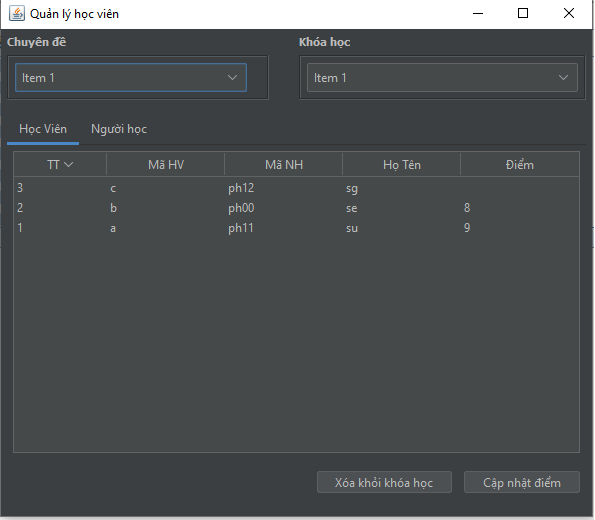 Quản lý học viên
Chuyên đề Khóa học
Item 1 Item 1
Học Viên Người học
TT Mã HV Mã NH Họ Tên Điểm
3 c ph12 sg
2 b ph00 se 8
1 a ph11 su 9
Xóa khỏi khóa học Cập nhật điểm